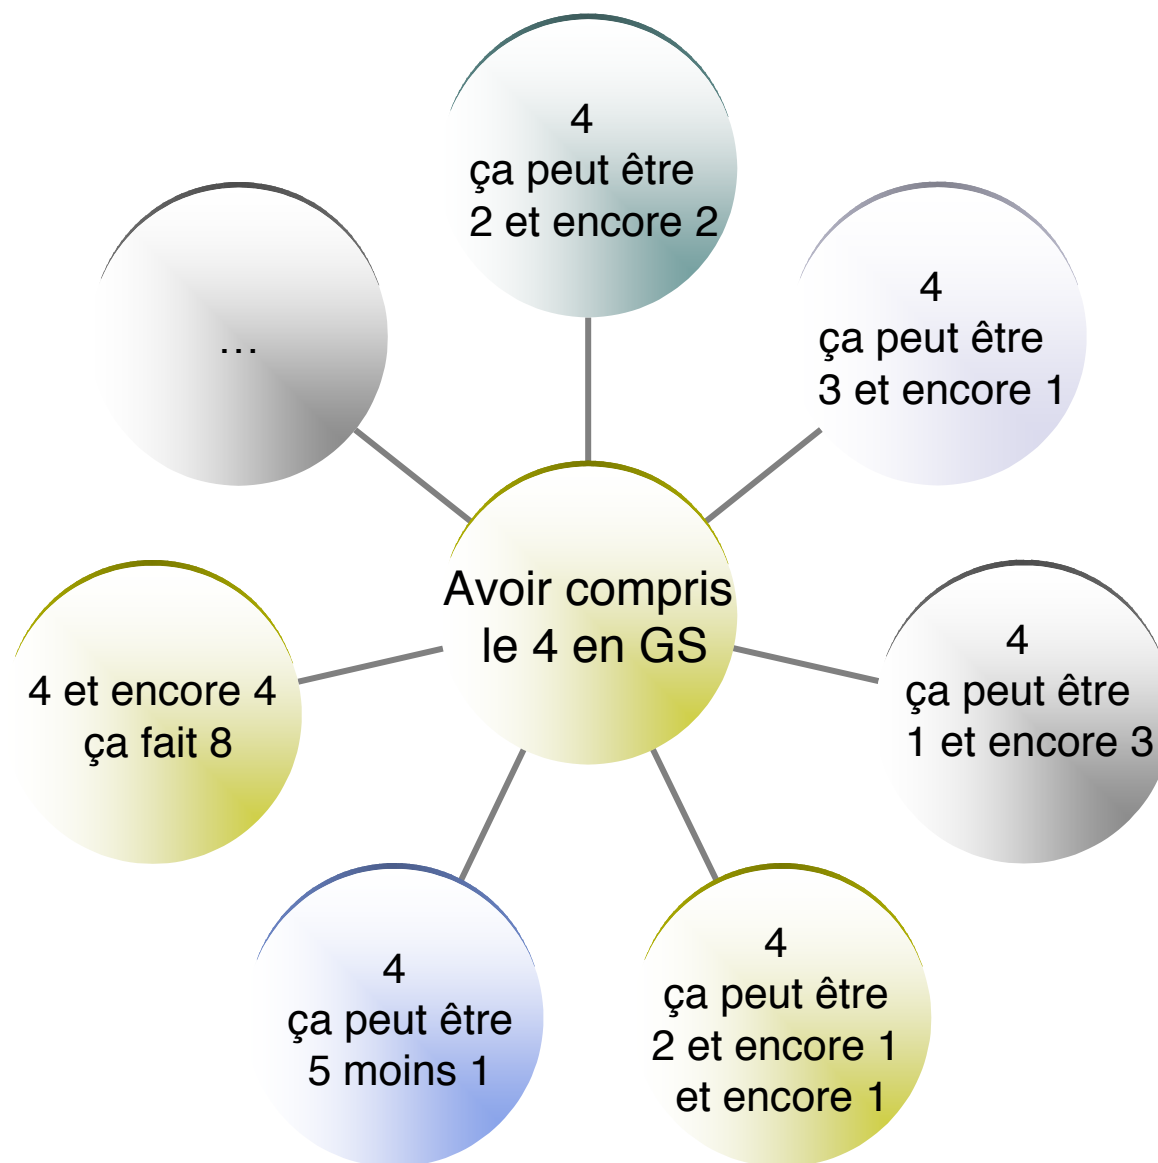 4
ça peut être
2 et encore 2
4
ça peut être
3 et encore 1
…
Avoir compris
le 4 en GS
4
ça peut être
1 et encore 3
4 et encore 4
ça fait 8
4
ça peut être
5 moins 1
4
ça peut être
2 et encore 1
et encore 1